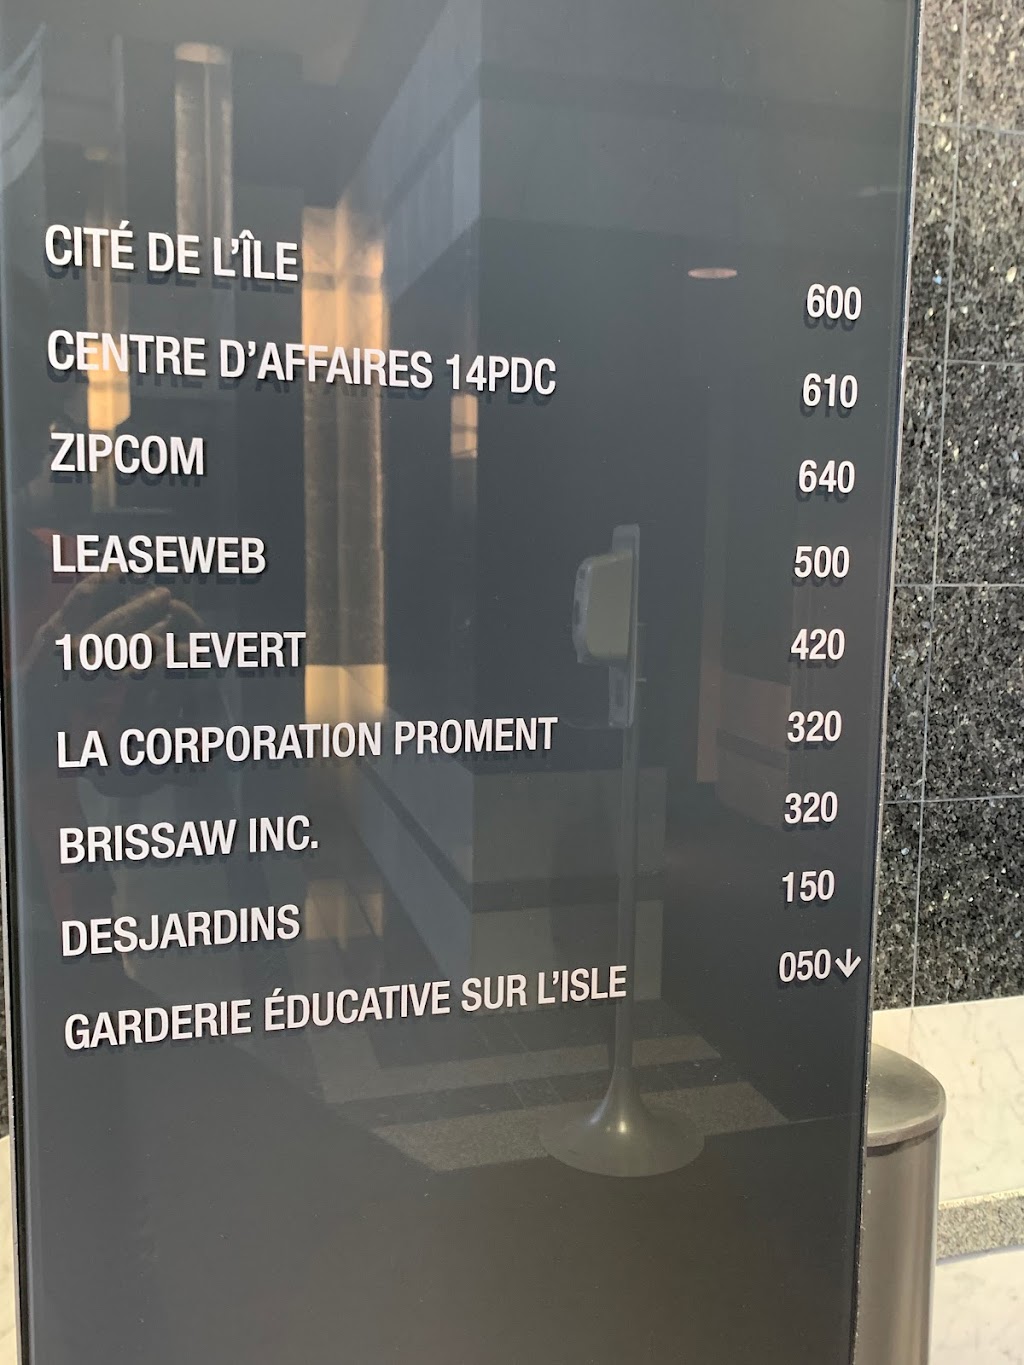 CITÉ DE L'ÎLE 600
CENTRE D'AFFAIRES 14PDC 610
ZIPCOM 640
LEASEWEB 500
1000 LEVERT 420
LA CORPORATION PROMENT 320
BRISSAW INC. 320
DESJARDINS 150
GARDERIE ÉDUCATIVE SUR L'ISLE 050↓